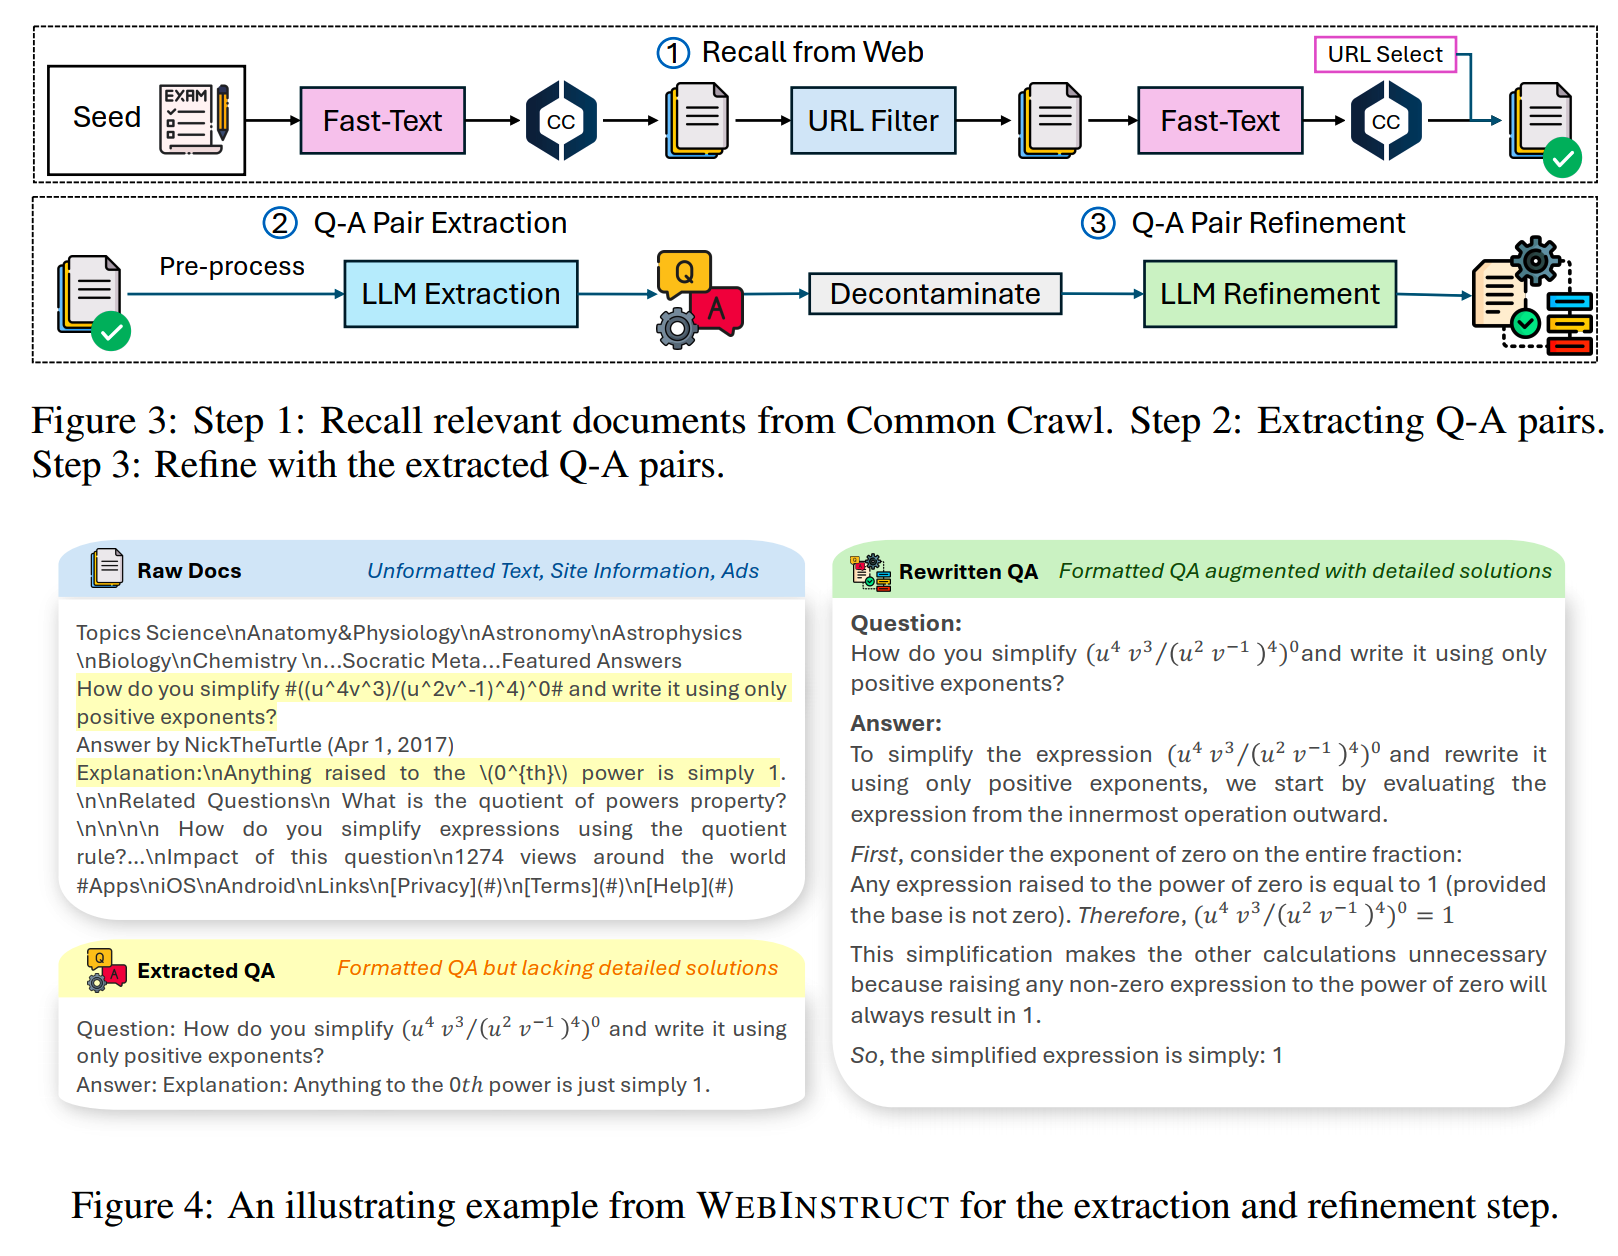 ① Recall from Web
URL Select
Seed
EXAM
Fast-Text
CC
URL Filter
Fast-Text
CC
② Q-A Pair Extraction
③ Q-A Pair Refinement
Pre-process
LLM Extraction
Q
A
Decontaminate
LLM Refinement
Figure 3: Step 1: Recall relevant documents from Common Crawl. Step 2: Extracting Q-A pairs.
Step 3: Refine with the extracted Q-A pairs.
Raw Docs Unformatted Text, Site Information, Ads
Topics Science\nAnatomy&Physiology\nAstronomy\nAstrophysics
\nBiology\nChemistry \n...Socratic Meta...Featured Answers
How do you simplify #((u^4v^3)/(u^2v^-1)^4)^0# and write it using only
positive exponents?
Answer by NickTheTurtle (Apr 1, 2017)
Explanation:\nAnything raised to the \(0^{th}\) power is simply 1.
\n\nRelated Questions\n What is the quotient of powers property?
\n\n\n\n How do you simplify expressions using the quotient
rule?...\nImpact of this question\n1274 views around the world
#Apps\niOS\nAndroid\nLinks\n[Privacy](#)\n[Terms](#)\n[Help](#)
Q
A
Extracted QA Formatted QA but lacking detailed solutions
Question: How do you simplify (u⁴ v³/(u² v⁻¹ )⁴)⁰ and write it using
only positive exponents?
Answer: Explanation: Anything to the 0th power is just simply 1.
Rewritten QA Formatted QA augmented with detailed solutions
Question:
How do you simplify (u⁴ v³/(u² v⁻¹ )⁴)⁰and write it using only
positive exponents?
Answer:
To simplify the expression (u⁴ v³/(u² v⁻¹ )⁴)⁰ and rewrite it
using only positive exponents, we start by evaluating the
expression from the innermost operation outward.
First, consider the exponent of zero on the entire fraction:
Any expression raised to the power of zero is equal to 1 (provided
the base is not zero). Therefore, (u⁴ v³/(u² v⁻¹ )⁴)⁰ = 1
This simplification makes the other calculations unnecessary
because raising any non-zero expression to the power of zero will
always result in 1.
So, the simplified expression is simply: 1
Figure 4: An illustrating example from WEBINSTRUCT for the extraction and refinement step.